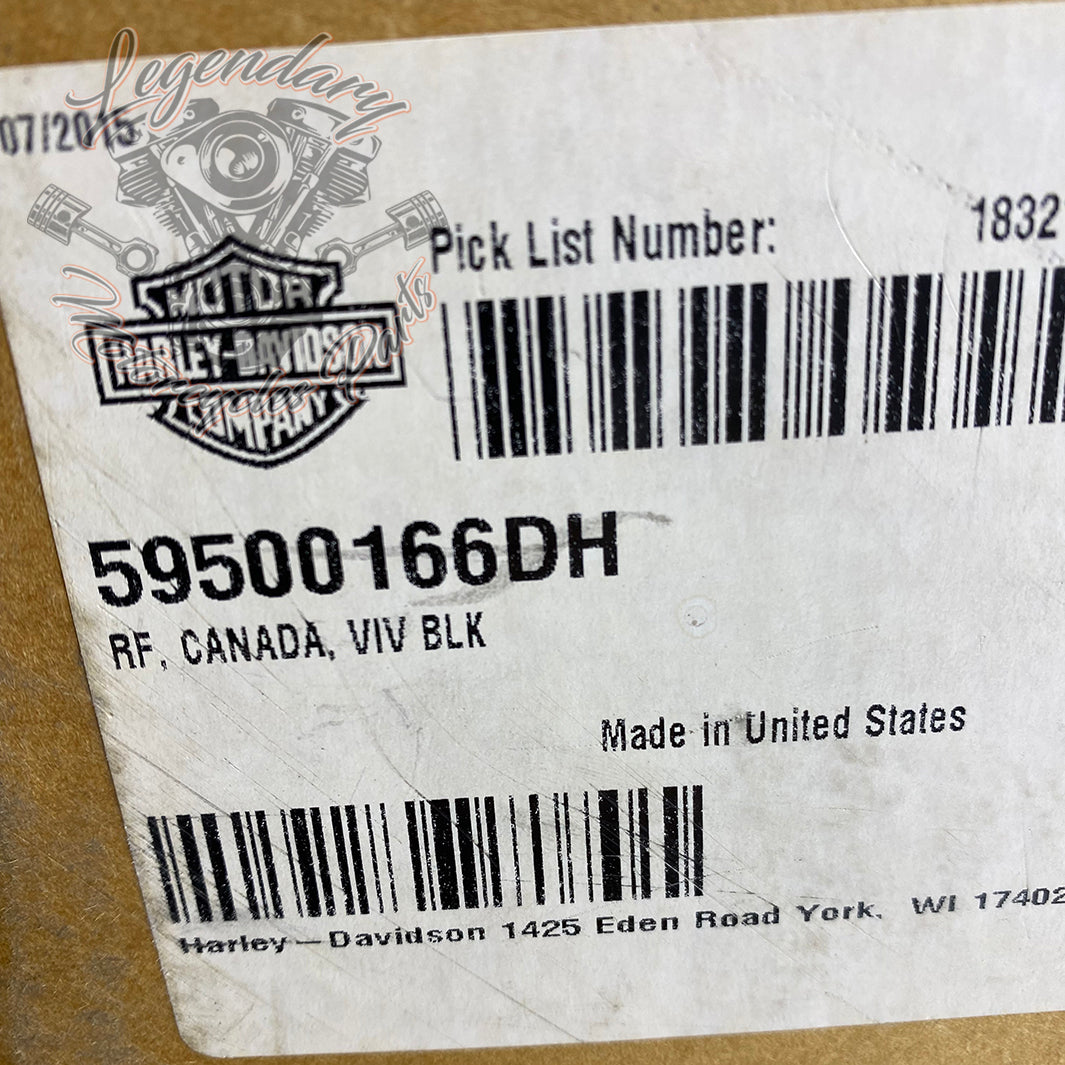 Legendary
07/2015
Pick List Number: 1832
MOTOR
HARLEY-DAVIDSON
COMPANY
Parts
59500166DH
RF, CANADA, VIV BLK
Made in United States
Harley-Davidson 1425 Eden Road York, WI 17402